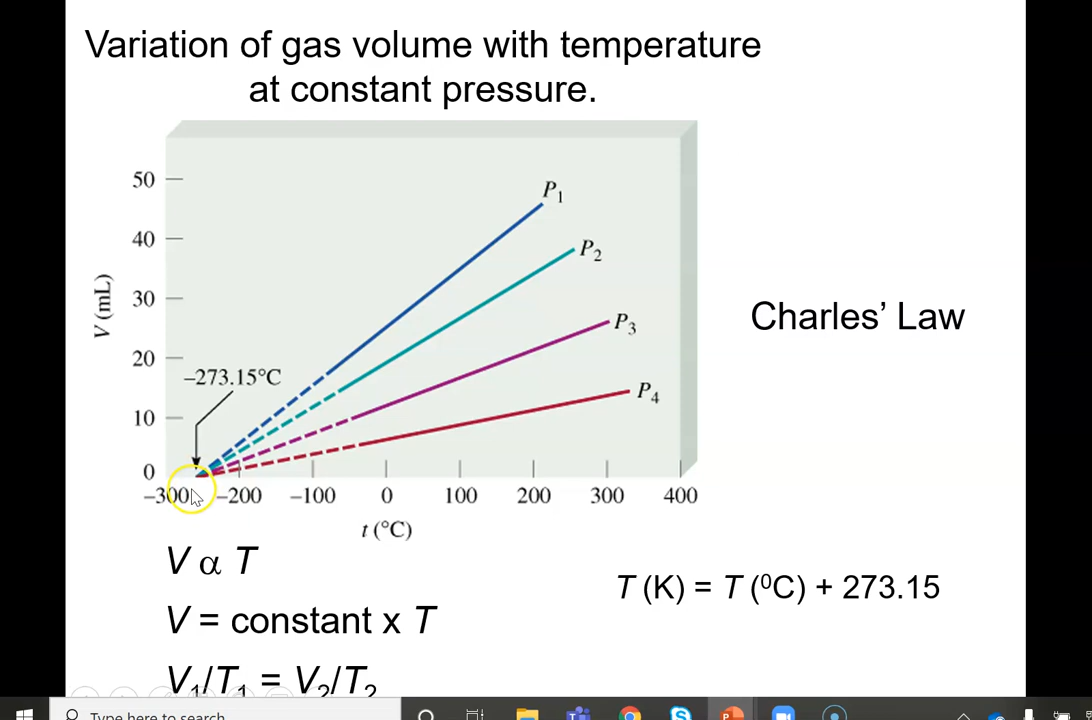 Variation of gas volume with temperature
at constant pressure.
P₁
50
P₂
40
V (mL)
30
Charles’ Law
P₃
20
–273.15°C
P₄
10
0
–300 –200 –100 0 100 200 300 400
t (°C)
V α T
T (K) = T (⁰C) + 273.15
V = constant x T
V₁/T₁ = V₂/T₂
Type here to search